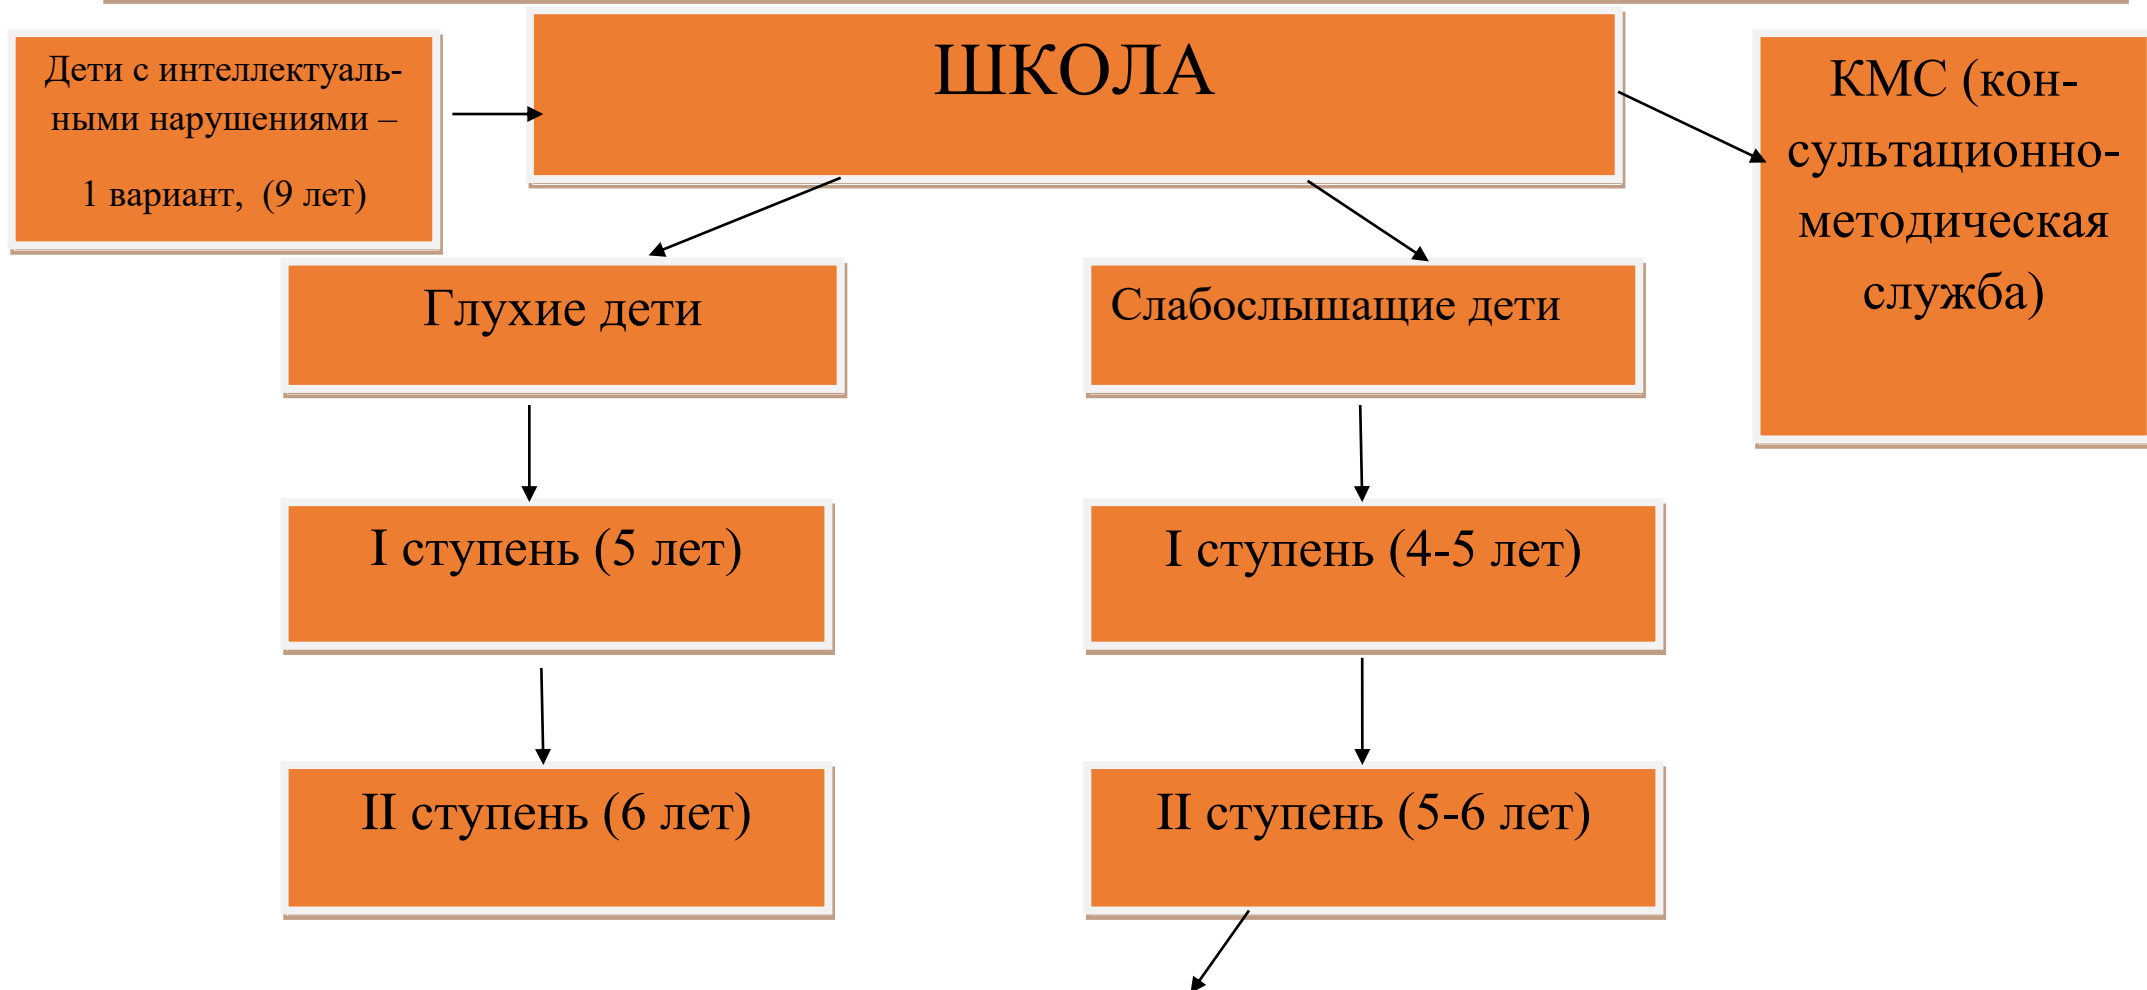 ШКОЛА
Дети с интеллектуаль-
ными нарушениями –
1 вариант,  (9 лет)
КМС (кон-
сультационно-
методическая
служба)
Глухие дети
Слабослышащие дети
I ступень (5 лет)
I ступень (4-5 лет)
II ступень (6 лет)
II ступень (5-6 лет)